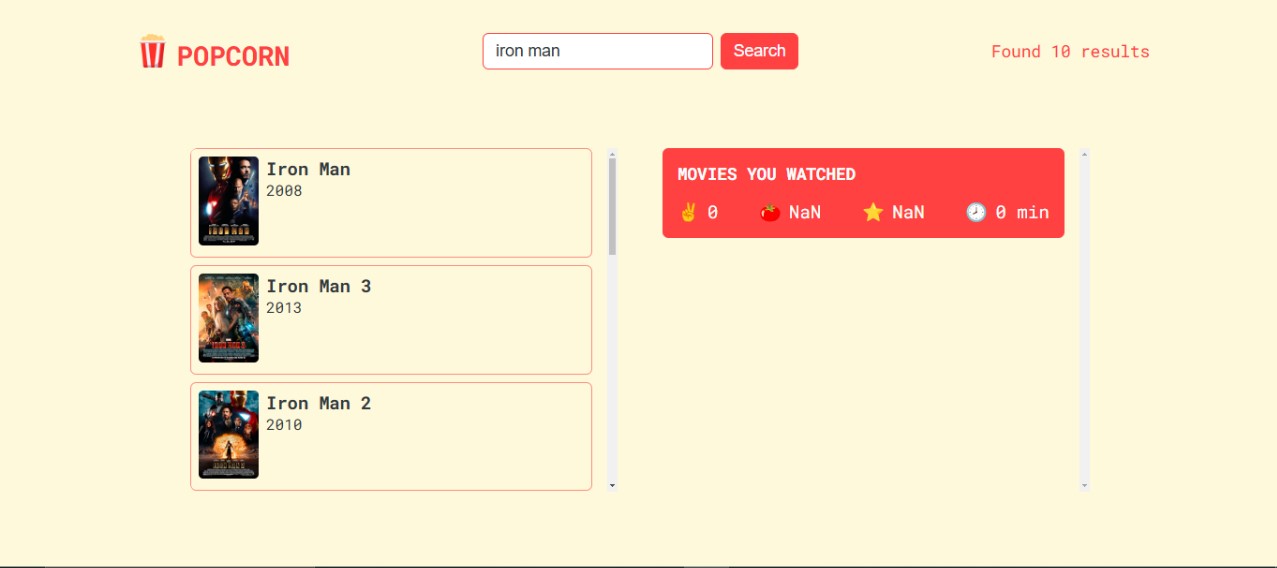 POPCORN
iron man
Search
Found 10 results
Iron Man
2008
Iron Man 3
2013
Iron Man 2
2010
MOVIES YOU WATCHED
0 NaN NaN 0 min